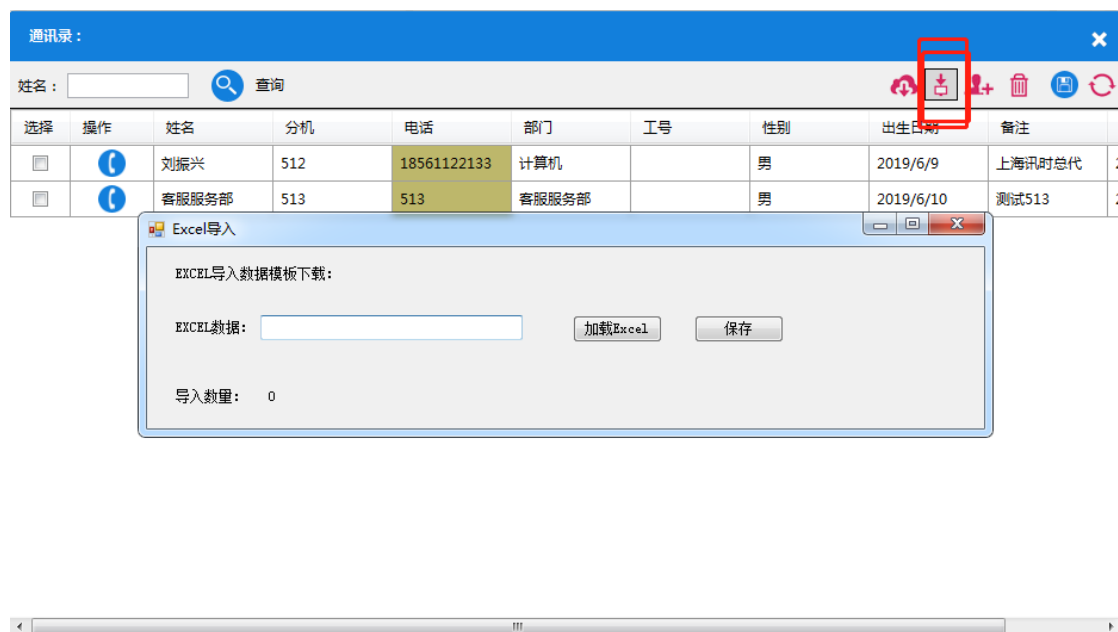 通讯录：
姓名： 查询
选择 操作 姓名 分机 电话 部门 工号 性别 出生日期 备注
刘振兴 512 18561122133 计算机 男 2019/6/9 上海讯时总代
客服服务部 513 513 客服服务部 男 2019/6/10 测试513
Excel导入
EXCEL导入数据模板下载：
EXCEL数据： 加载Excel 保存
导入数量： 0